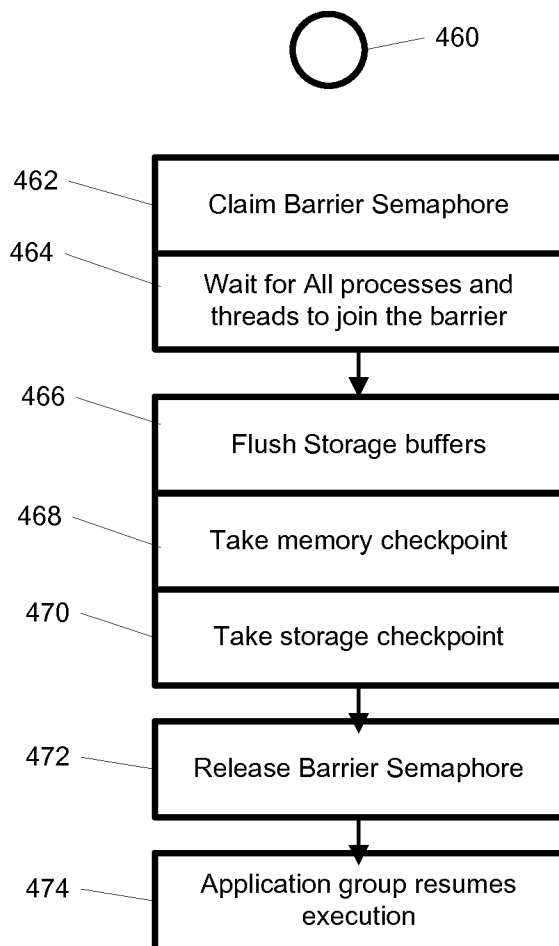 460
462
Claim Barrier Semaphore
464
Wait for All processes and
threads to join the barrier
466
Flush Storage buffers
468
Take memory checkpoint
470
Take storage checkpoint
472
Release Barrier Semaphore
474
Application group resumes
execution